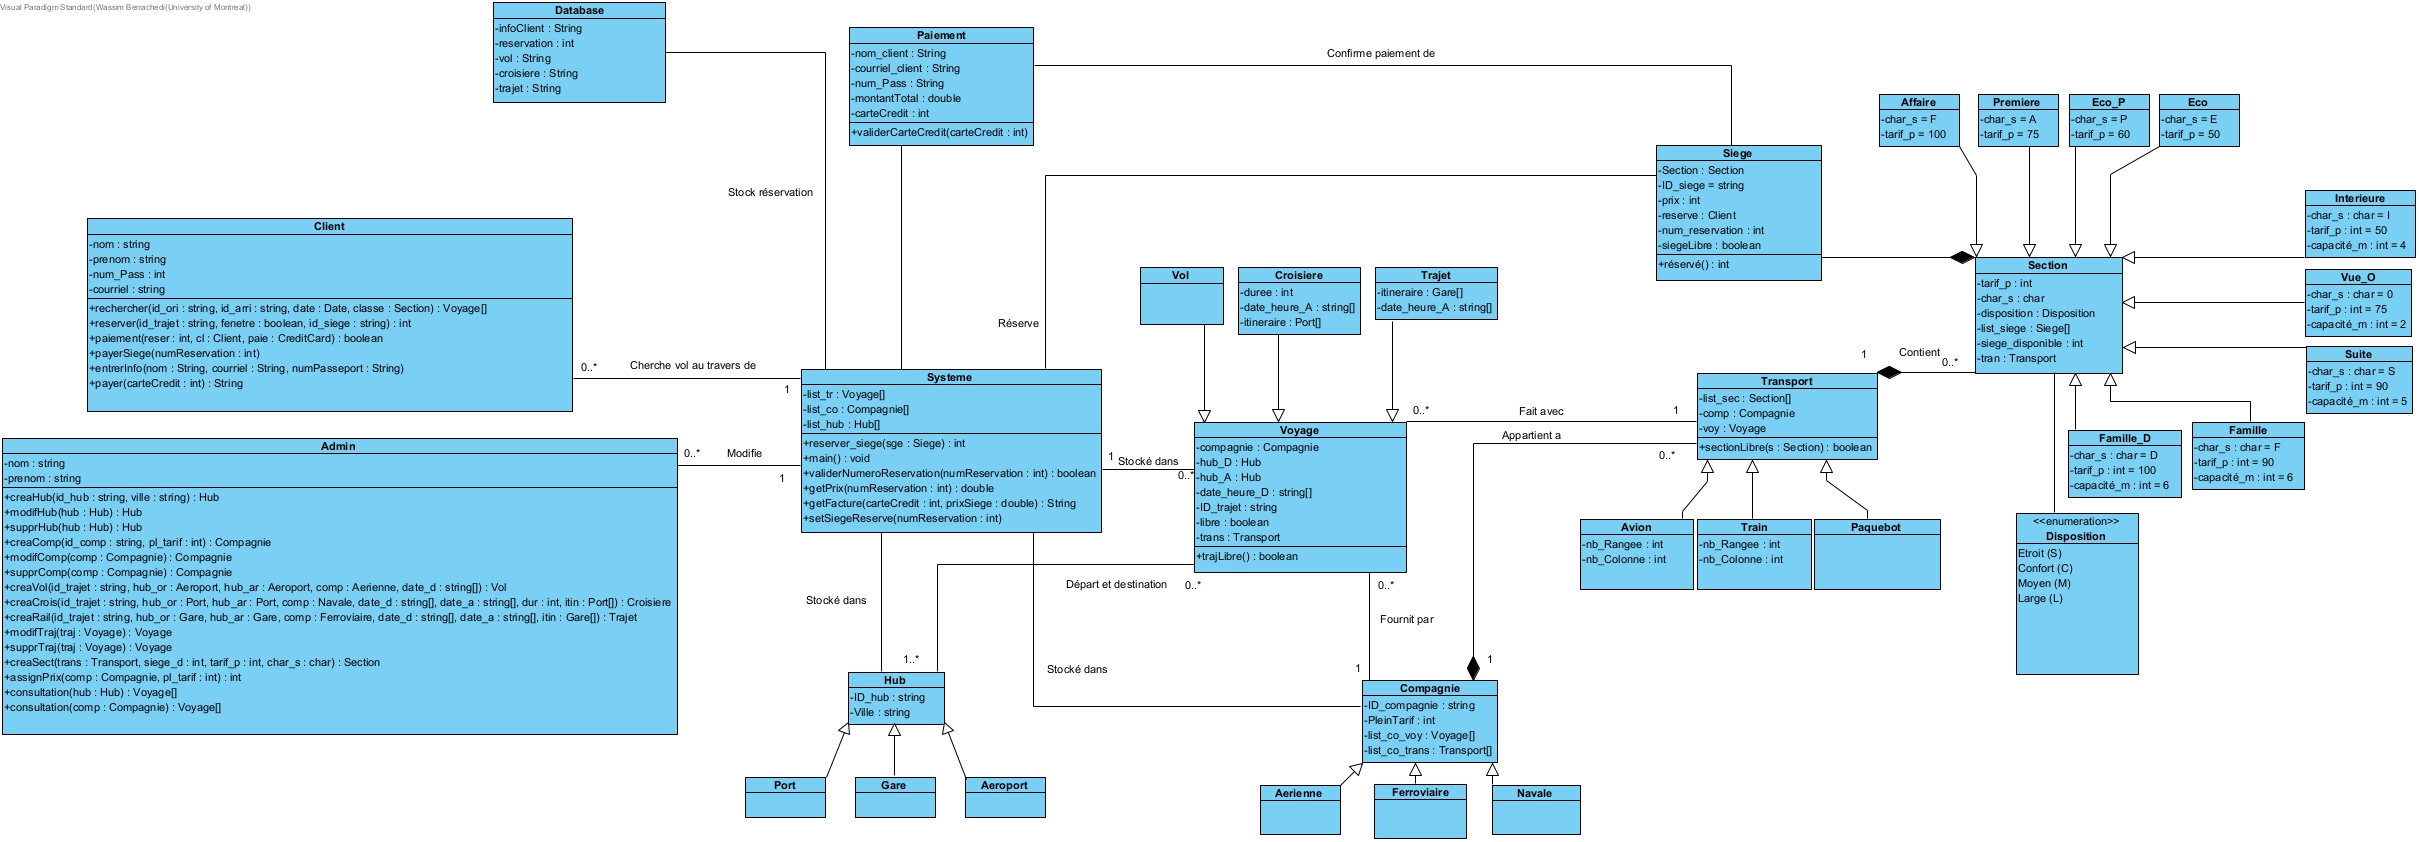 Visual Paradigm Standard(Wassim Berrachedi(University of Montreal))
Database
-infoClient : String
-reservation : int
-vol : String
-croisiere : String
-trajet : String
Paiement
-nom_client : String
-courriel_client : String
-num_Pass : String
-montantTotal : double
-carteCredit : int
+validerCarteCredit(carteCredit : int)
Confirme paiement de
Affaire
-char_s = F
-tarif_p = 100
Premiere
-char_s = A
-tarif_p = 75
Eco_P
-char_s = P
-tarif_p = 60
Eco
-char_s = E
-tarif_p = 50
Siege
-Section : Section
-ID_siege = string
-prix : int
-reserve : Client
-num_reservation : int
-siegeLibre : boolean
+réservé() : int
Stock réservation
Interieure
-char_s : char = I
-tarif_p : int = 50
-capacité_m : int = 4
Client
-nom : string
-prenom : string
-num_Pass : int
-courriel : string
+rechercher(id_ori : string, id_arri : string, date : Date, classe : Section) : Voyage[]
+reserver(id_trajet : string, fenetre : boolean, id_siege : string) : int
+paiement(reser : int, cl : Client, paie : CreditCard) : boolean
+payerSiege(numReservation : int)
+entrerInfo(nom : String, courriel : String, numPasseport : String)
+payer(carteCredit : int) : String
Vol
Croisiere
-duree : int
-date_heure_A : string[]
-itineraire : Port[]
Trajet
-itineraire : Gare[]
-date_heure_A : string[]
Section
-tarif_p : int
-char_s : char
-disposition : Disposition
-list_siege : Siege[]
-siege_disponible : int
-tran : Transport
Vue_O
-char_s : char = 0
-tarif_p : int = 75
-capacité_m : int = 2
Réserve
Suite
-char_s : char = S
-tarif_p : int = 90
-capacité_m : int = 5
0..*
Cherche vol au travers de
1
1
Contient
0..*
Systeme
-list_tr : Voyage[]
-list_co : Compagnie[]
-list_hub : Hub[]
+reserver_siege(sge : Siege) : int
+main() : void
+validerNumeroReservation(numReservation : int) : boolean
+getPrix(numReservation : int) : double
+getFacture(carteCredit : int, prixSiege : double) : String
+setSiegeReserve(numReservation : int)
Transport
-list_sec : Section[]
-comp : Compagnie
-voy : Voyage
+sectionLibre(s : Section) : boolean
0..*
Fait avec
1
Appartient a
0..*
Voyage
-compagnie : Compagnie
-hub_D : Hub
-hub_A : Hub
-date_heure_D : string[]
-ID_trajet : string
-libre : boolean
-trans : Transport
+trajLibre() : boolean
Famille_D
-char_s : char = D
-tarif_p : int = 100
-capacité_m : int = 6
Famille
-char_s : char = F
-tarif_p : int = 90
-capacité_m : int = 6
Admin
-nom : string
-prenom : string
+creaHub(id_hub : string, ville : string) : Hub
+modifHub(hub : Hub) : Hub
+supprHub(hub : Hub) : Hub
+creaComp(id_comp : string, pl_tarif : int) : Compagnie
+modifComp(comp : Compagnie) : Compagnie
+supprComp(comp : Compagnie) : Compagnie
+creaVol(id_trajet : string, hub_or : Aeroport, hub_ar : Aeroport, comp : Aerienne, date_d : string[]) : Vol
+creaCrois(id_trajet : string, hub_or : Port, hub_ar : Port, comp : Navale, date_d : string[], date_a : string[], dur : int, itin : Port[]) : Croisiere
+creaRail(id_trajet : string, hub_or : Gare, hub_ar : Gare, comp : Ferroviaire, date_d : string[], date_a : string[], itin : Gare[]) : Trajet
+modifTraj(traj : Voyage) : Voyage
+supprTraj(traj : Voyage) : Voyage
+creaSect(trans : Transport, siege_d : int, tarif_p : int, char_s : char) : Section
+assignPrix(comp : Compagnie, pl_tarif : int) : int
+consultation(hub : Hub) : Voyage[]
+consultation(comp : Compagnie) : Voyage[]
0..*
Modifie
1
1
Stocké dans
0..*
Avion
-nb_Rangee : int
-nb_Colonne : int
Train
-nb_Rangee : int
-nb_Colonne : int
Paquebot
<<enumeration>>
Disposition
Etroit (S)
Confort (C)
Moyen (M)
Large (L)
Départ et destination
0..*
0..*
Stocké dans
Fournit par
1..*
Stocké dans
1
1
Hub
-ID_hub : string
-Ville : string
Compagnie
-ID_compagnie : string
-PleinTarif : int
-list_co_voy : Voyage[]
-list_co_trans : Transport[]
Port
Gare
Aeroport
Aerienne
Ferroviaire
Navale